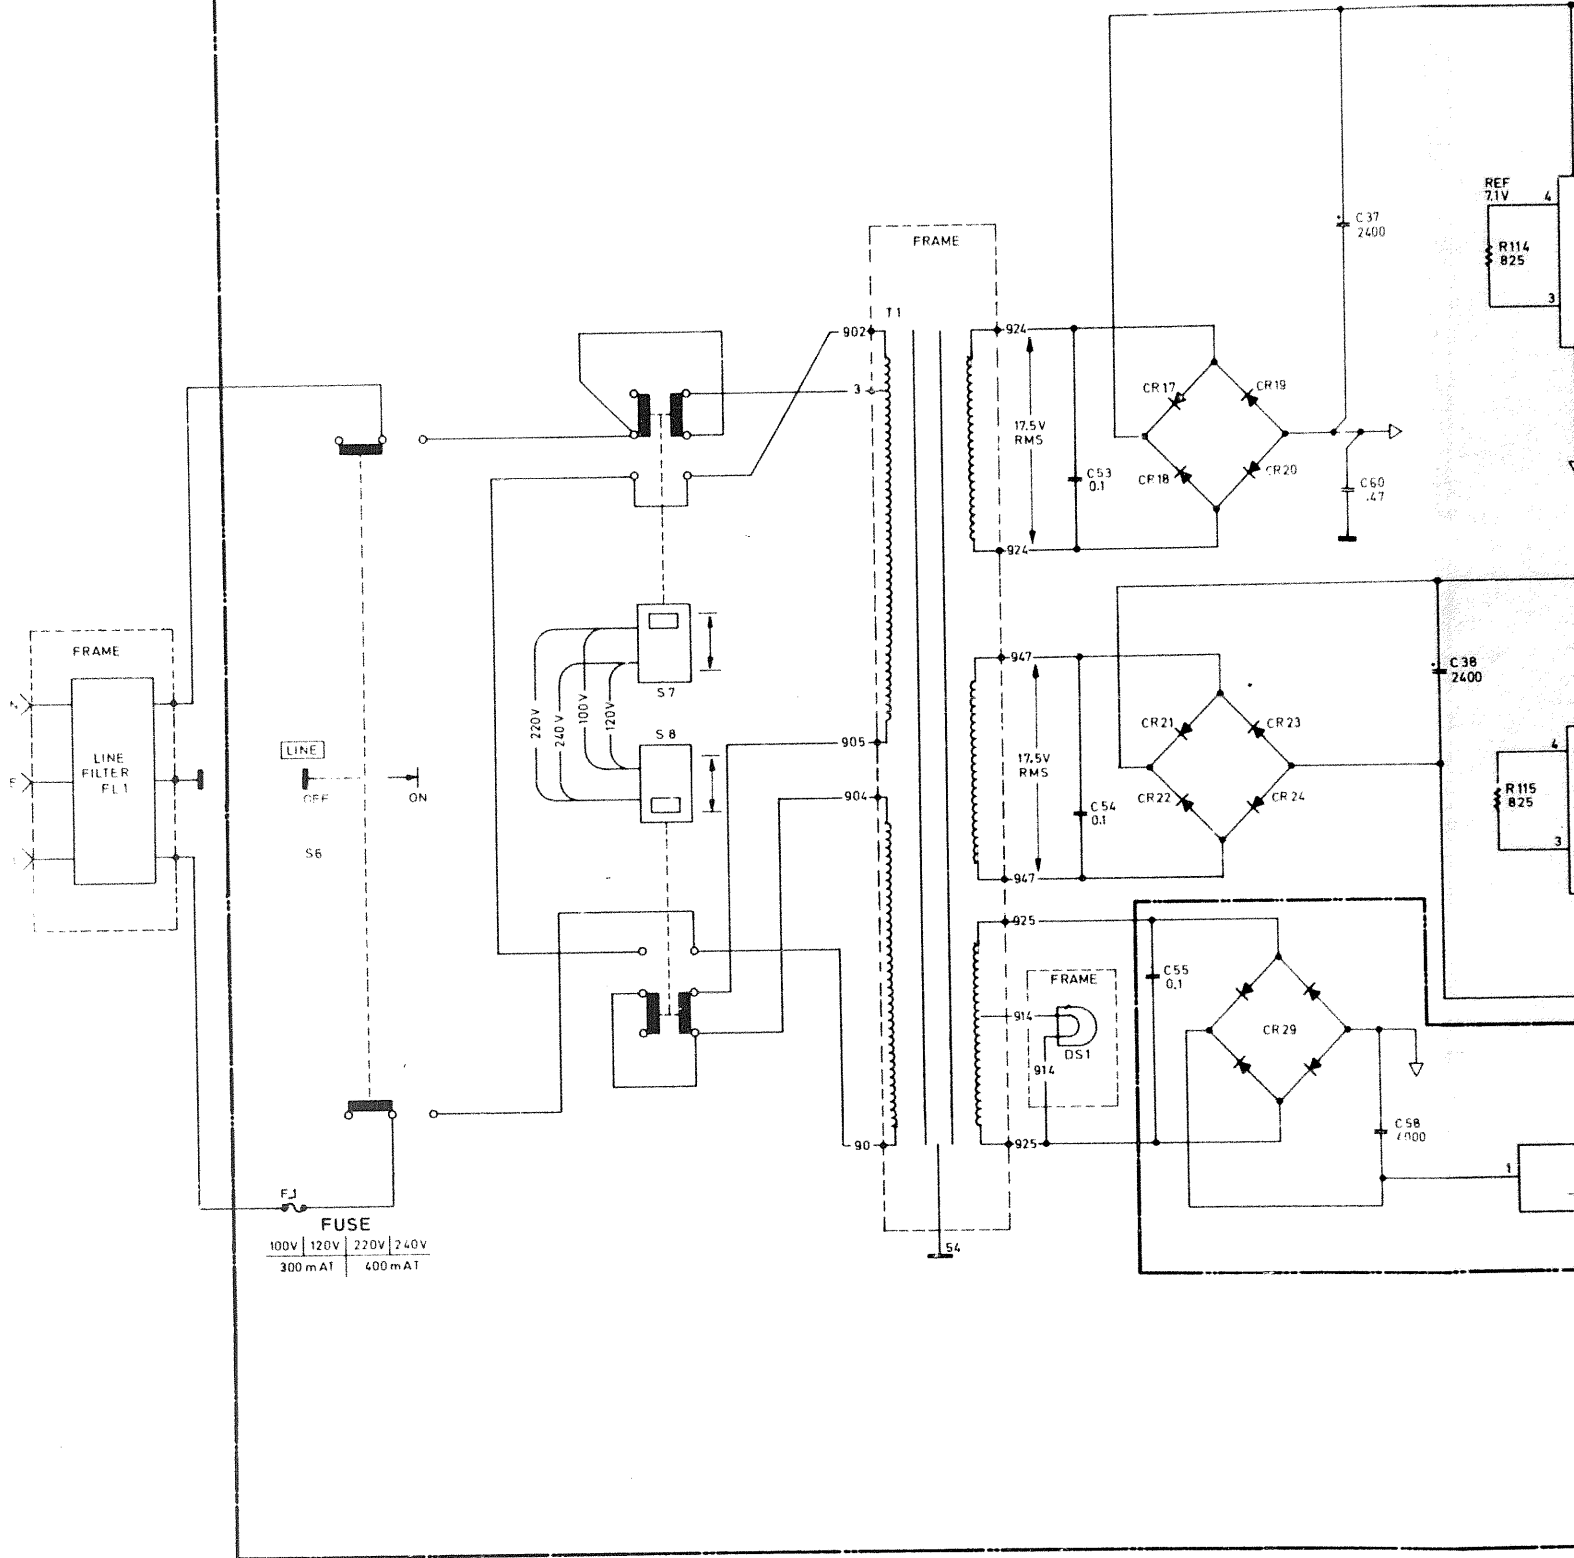 REF
7.1V
4
C37
2400
R114
825
3
FRAME
T1
902
924
3
CR17
CR19
17.5V
RMS
C53
0.1
CR18
CR20
C60
.47
924
FRAME
LINE
FILTER
FL1
S7
220V
240V
100V
120V
S8
LINE
OFF
ON
S6
947
C38
2400
905
CR21
CR23
17.5V
RMS
4
904
C54
0.1
CR22
CR24
R115
825
3
947
925
C55
0.1
FRAME
914
DS1
914
CR29
C58
90
925
1
F1
FUSE
100V 120V 220V 240V
300mAT 400mAT
54